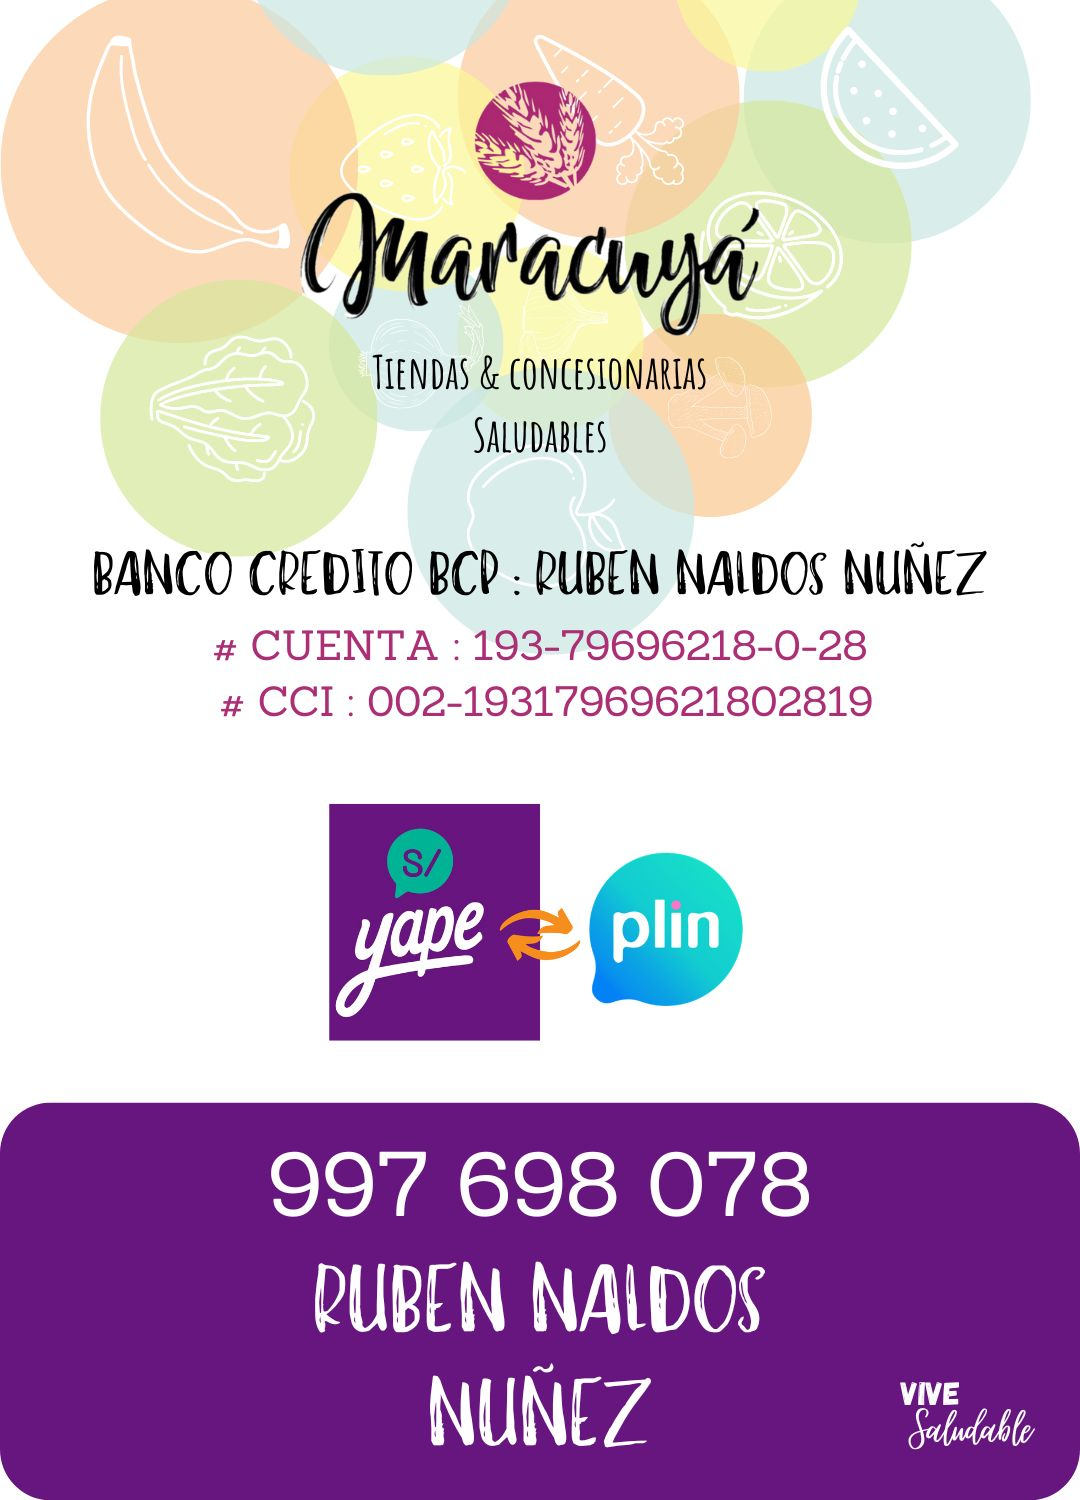 Maracuyá
Tiendas & concesionarias
Saludables
BANCO CREDITO BCP : RUBEN NALDOS NUÑEZ
# CUENTA : 193-79696218-0-28
# CCI : 002-19317969621802819
S/
yape
plin
997 698 078
RUBEN NALDOS
NUÑEZ
VIVE
Saludable